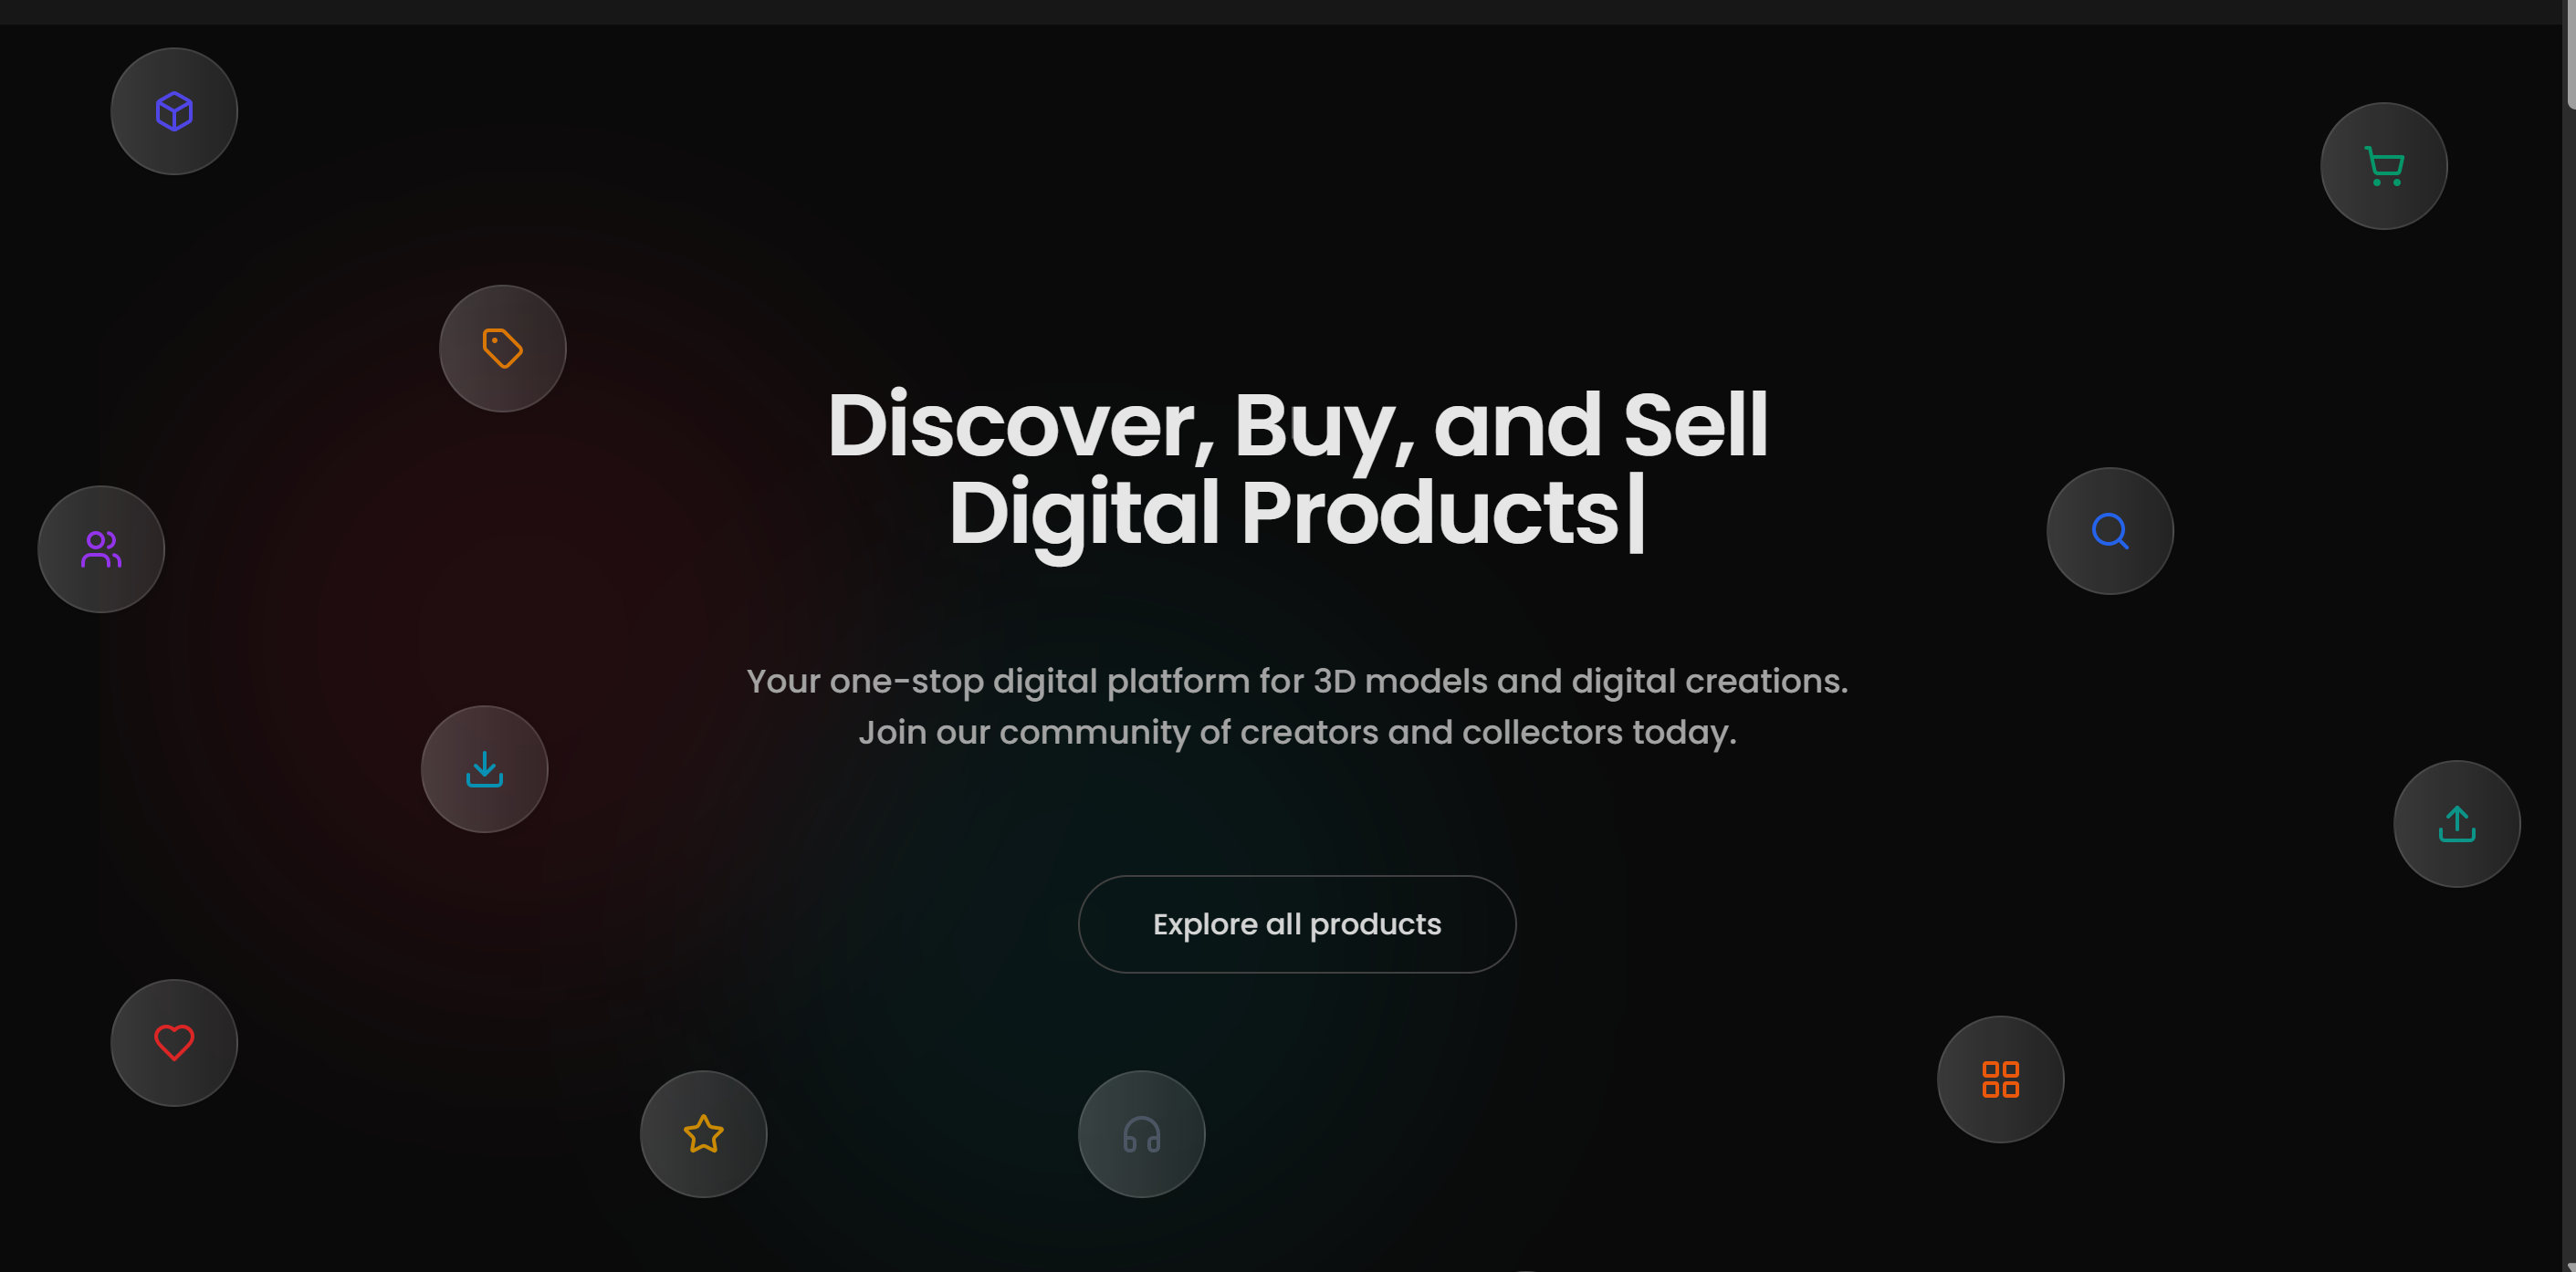 Discover, Buy, and Sell
Digital Products|
Your one-stop digital platform for 3D models and digital creations.
Join our community of creators and collectors today.
Explore all products